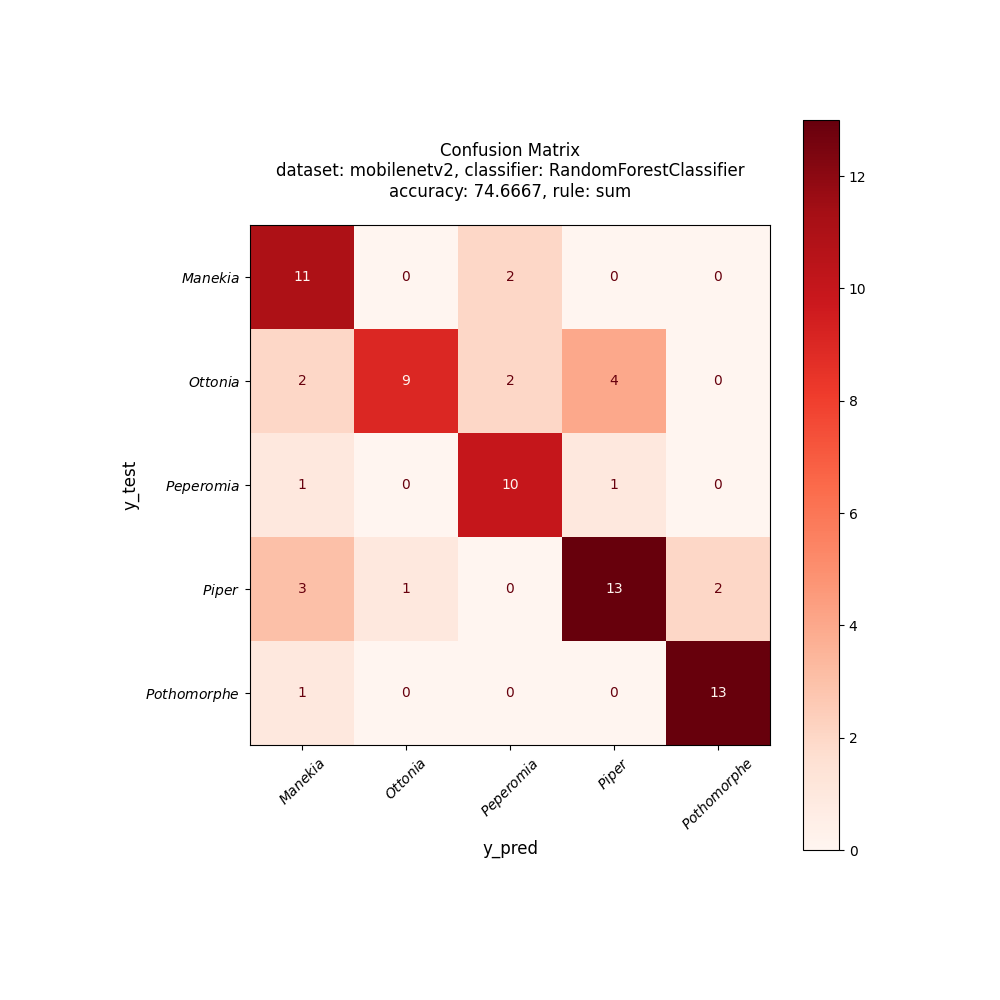 Confusion Matrix
dataset: mobilenetv2, classifier: RandomForestClassifier
accuracy: 74.6667, rule: sum
y_test
Manekia 11 0 2 0 0
Ottonia 2 9 2 4 0
Peperomia 1 0 10 1 0
Piper 3 1 0 13 2
Pothomorphe 1 0 0 0 13
Manekia Ottonia Peperomia Piper Pothomorphe
y_pred
12
10
8
6
4
2
0